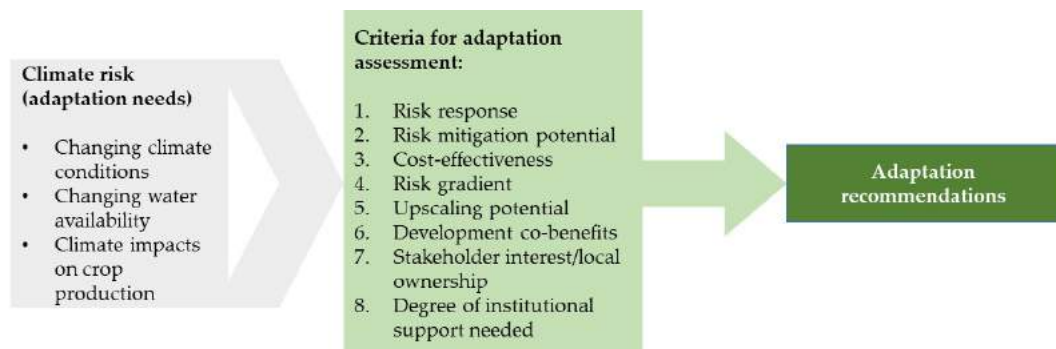 Climate risk
(adaptation needs)
• Changing climate
conditions
• Changing water
availability
• Climate impacts
on crop
production
Criteria for adaptation
assessment:
1. Risk response
2. Risk mitigation potential
3. Cost-effectiveness
4. Risk gradient
5. Upscaling potential
6. Development co-benefits
7. Stakeholder interest/local
ownership
8. Degree of institutional
support needed
Adaptation
recommendations